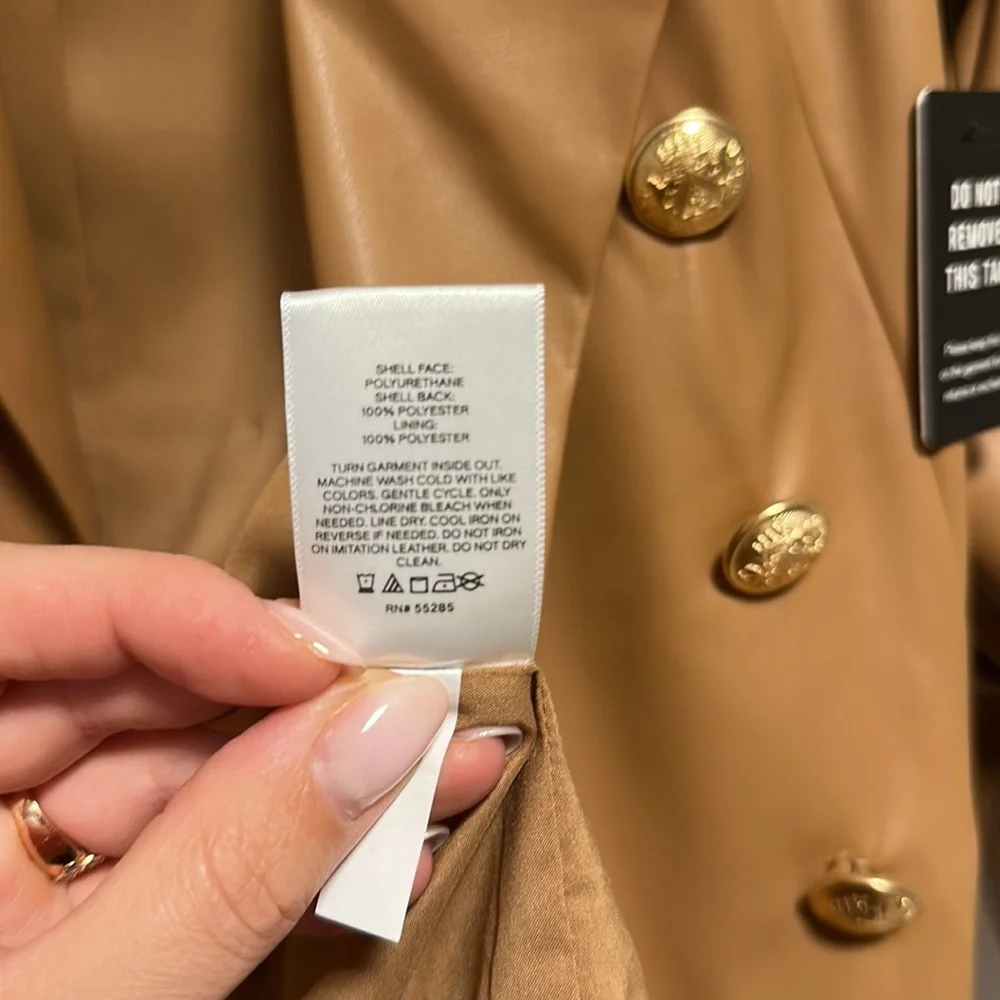 SHELL FACE:
POLYURETHANE
SHELL BACK:
100% POLYESTER
LINING:
100% POLYESTER
TURN GARMENT INSIDE OUT.
MACHINE WASH COLD WITH LIKE
COLORS. GENTLE CYCLE. ONLY
NON-CHLORINE BLEACH WHEN
NEEDED. LINE DRY. COOL IRON ON
REVERSE IF NEEDED. DO NOT IRON
ON IMITATION LEATHER. DO NOT DRY
CLEAN.
RN# 55285
DO NOT
REMOVE
THIS TA